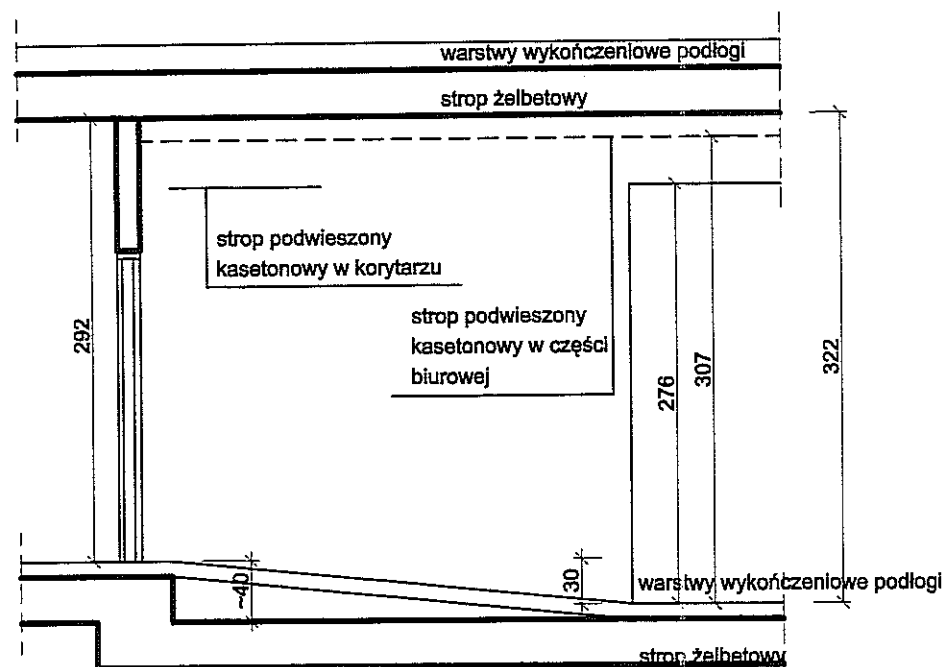 warstwy wykończeniowe podłogi
strop żelbetowy
strop podwieszony
kasetonowy w korytarzu
strop podwieszony
kasetonowy w części
biurowej
292
276
307
322
~40
30
warstwy wykończeniowe podłogi
strop żelbetowy